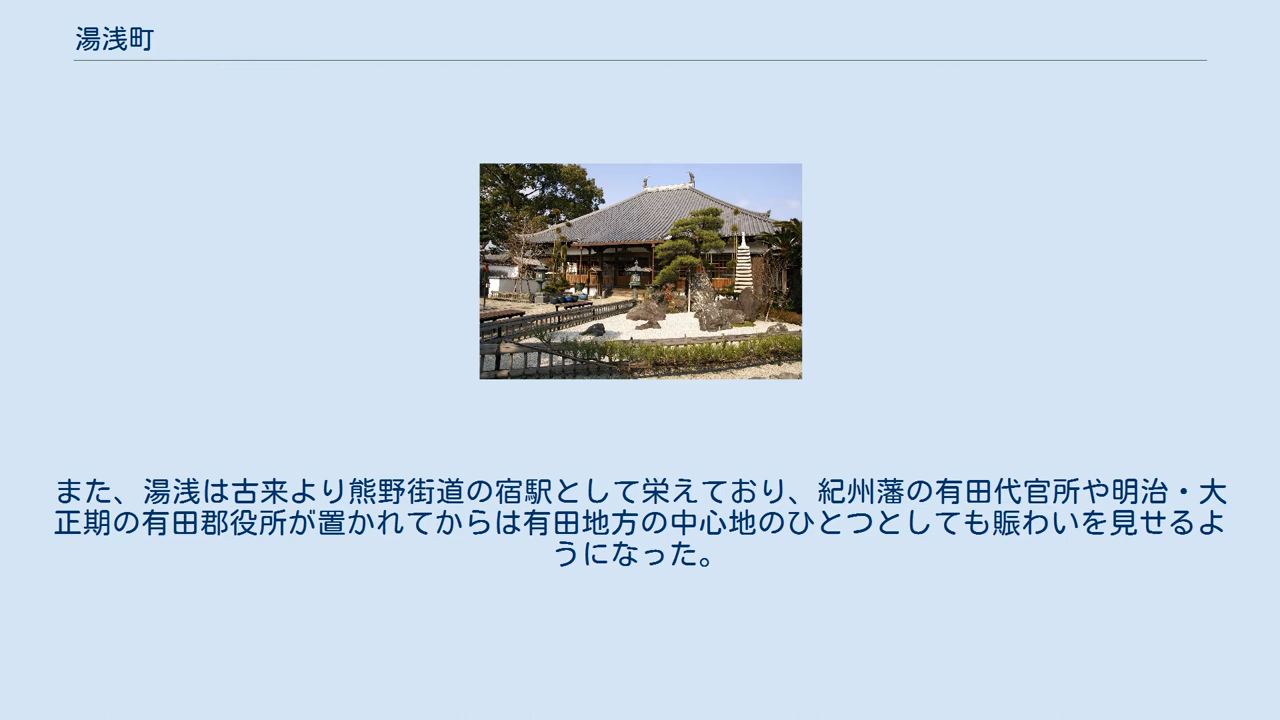 湯浅町
また、湯浅は古来より熊野街道の宿駅として栄えており、紀州藩の有田代官所や明治・大
正期の有田郡役所が置かれてからは有田地方の中心地のひとつとしても賑わいを見せるよ
うになった。